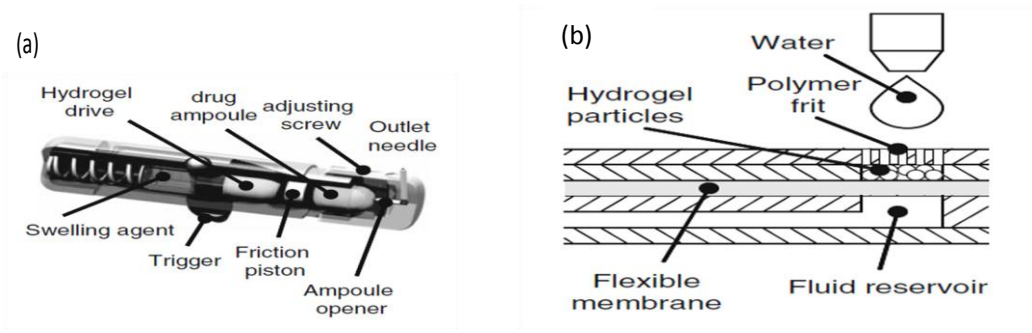 (a)
Hydrogel
drive
drug
ampoule
adjusting
screw
Outlet
needle
Swelling agent
Trigger
Friction
piston
Ampoule
opener
(b)
Water
Polymer
frit
Hydrogel
particles
Flexible
membrane
Fluid reservoir